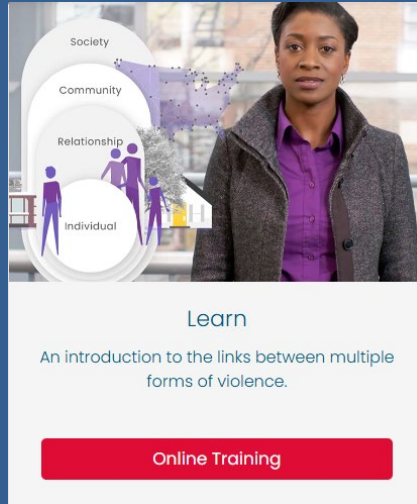 Society
Community
Relationship
Individual
Learn
An introduction to the links between multiple
forms of violence.
Online Training